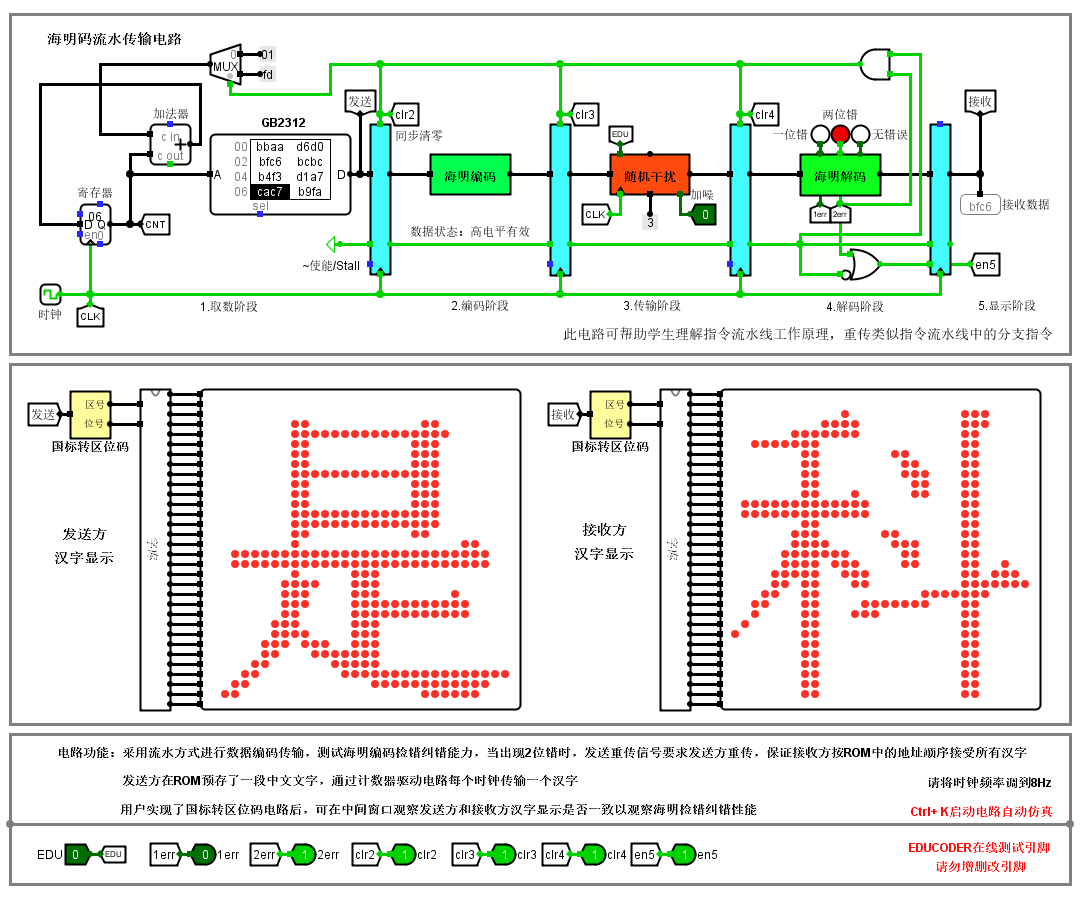 海明码流水传输电路
0
01
MUX
fd
加法器
c in
+
c out
GB2312
00 bbaa d6d0
02 bfc6 bcbc
04 b4f3 d1a7
06 cac7 b9fa
A
D
sel
寄存器
06
D Q
en0
CNT
时钟
CLK
发送
clr2
同步清零
海明编码
clr3
EDU
随机干扰
加噪
CLK
3
0
clr4
两位错
一位错
无错误
海明解码
1err 2err
接收
bfc6 接收数据
数据状态：高电平有效
~使能/Stall
en5
1.取数阶段
2.编码阶段
3.传输阶段
4.解码阶段
5.显示阶段
此电路可帮助学生理解指令流水线工作原理，重传类似指令流水线中的分支指令
发送
区号
位号
国标转区位码
字库
发送方
汉字显示
是
接收
区号
位号
国标转区位码
字库
接收方
汉字显示
科
电路功能：采用流水方式进行数据编码传输，测试海明编码检错纠错能力，当出现2位错时，发送重传信号要求发送方重传，保证接收方按ROM中的地址顺序接受所有汉字
发送方在ROM预存了一段中文文字，通过计数器驱动电路每个时钟传输一个汉字
请将时钟频率调到8Hz
用户实现了国标转区位码电路后，可在中间窗口观察发送方和接收方汉字显示是否一致以观察海明检错纠错性能
Ctrl+ K启动电路自动仿真
EDU 0 EDU
1err 0 1err
2err 1 2err
clr2 1 clr2
clr3 1 clr3
clr4 1 clr4
en5 1 en5
EDUCODER在线测试引脚
请勿增删改引脚